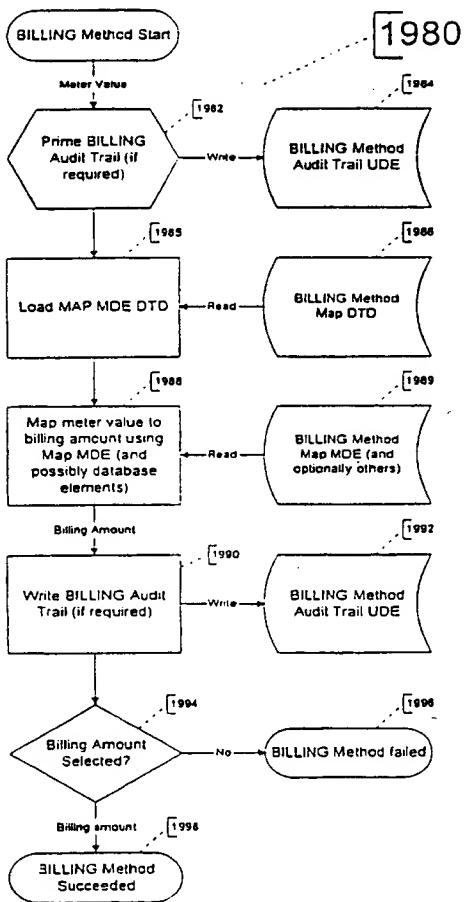 BILLING Method Start
1980
Meter Value
1982
1984
Prime BILLING
Audit Trail (if
required)
Write
BILLING Method
Audit Trail UDE
1985
1986
Load MAP MDE DTD
Read
BILLING Method
Map DTD
1988
1989
Map meter value to
billing amount using
Map MDE (and
possibly database
elements)
Read
BILLING Method
Map MDE (and
optionally others)
Billing Amount
1990
1992
Write BILLING Audit
Trail (if required)
Write
BILLING Method
Audit Trail UDE
1994
1996
Billing Amount
Selected?
No
BILLING Method failed
Billing amount
1998
BILLING Method
Succeeded